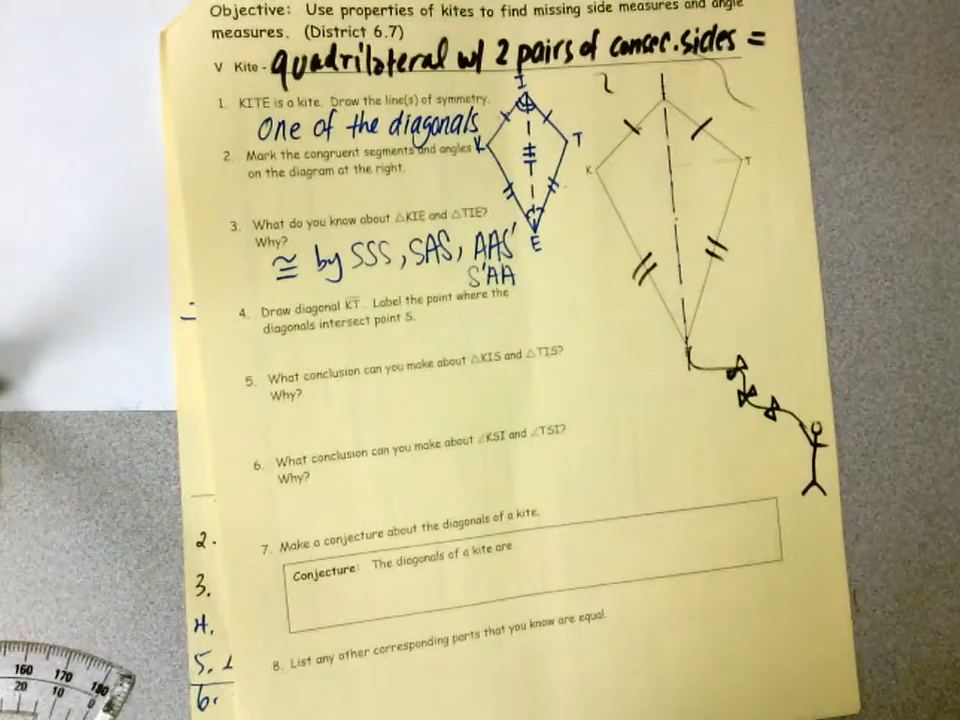 Objective: Use properties of kites to find missing side measures and angle
measures. (District 6.7)
V Kite - quadrilateral w/ 2 pairs of consec. sides =
1. KITE is a kite. Draw the line(s) of symmetry.
One of the diagonals
2. Mark the congruent segments and angles
on the diagram at the right.
I
K
T
E
K
T
3. What do you know about △KIE and △TIE?
Why?
≅ by SSS, SAS, AAS'
S'AA
4. Draw diagonal KT. Label the point where the
diagonals intersect point S.
5. What conclusion can you make about △KIS and △TIS?
Why?
6. What conclusion can you make about ∠KSI and ∠TSI?
Why?
7. Make a conjecture about the diagonals of a kite.
Conjecture: The diagonals of a kite are
8. List any other corresponding parts that you know are equal.
2.
3.
4.
5.
6.
160 170 180
20 10 0